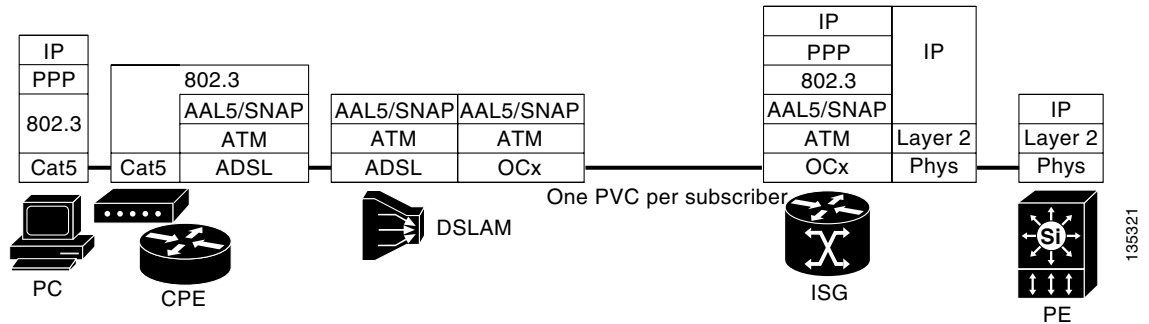 IP
PPP
802.3
Cat5
802.3
AAL5/SNAP
ATM
Cat5 ADSL
AAL5/SNAP AAL5/SNAP
ATM ATM
ADSL OCx
One PVC per subscriber
IP
PPP
802.3
AAL5/SNAP
ATM
OCx
IP
Layer 2
Phys
IP
Layer 2
Phys
PC
CPE
DSLAM
ISG
Si
PE
135321